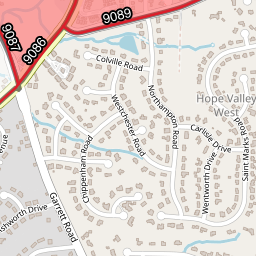 9089
9087
9086
Colville Road
Hope Valley
West
Westchester Road
Northampton Road
Carlisle Drive
Chippenham Road
Wentworth Drive
Saint Marks Road
Garrett Road
shworth Drive
enue